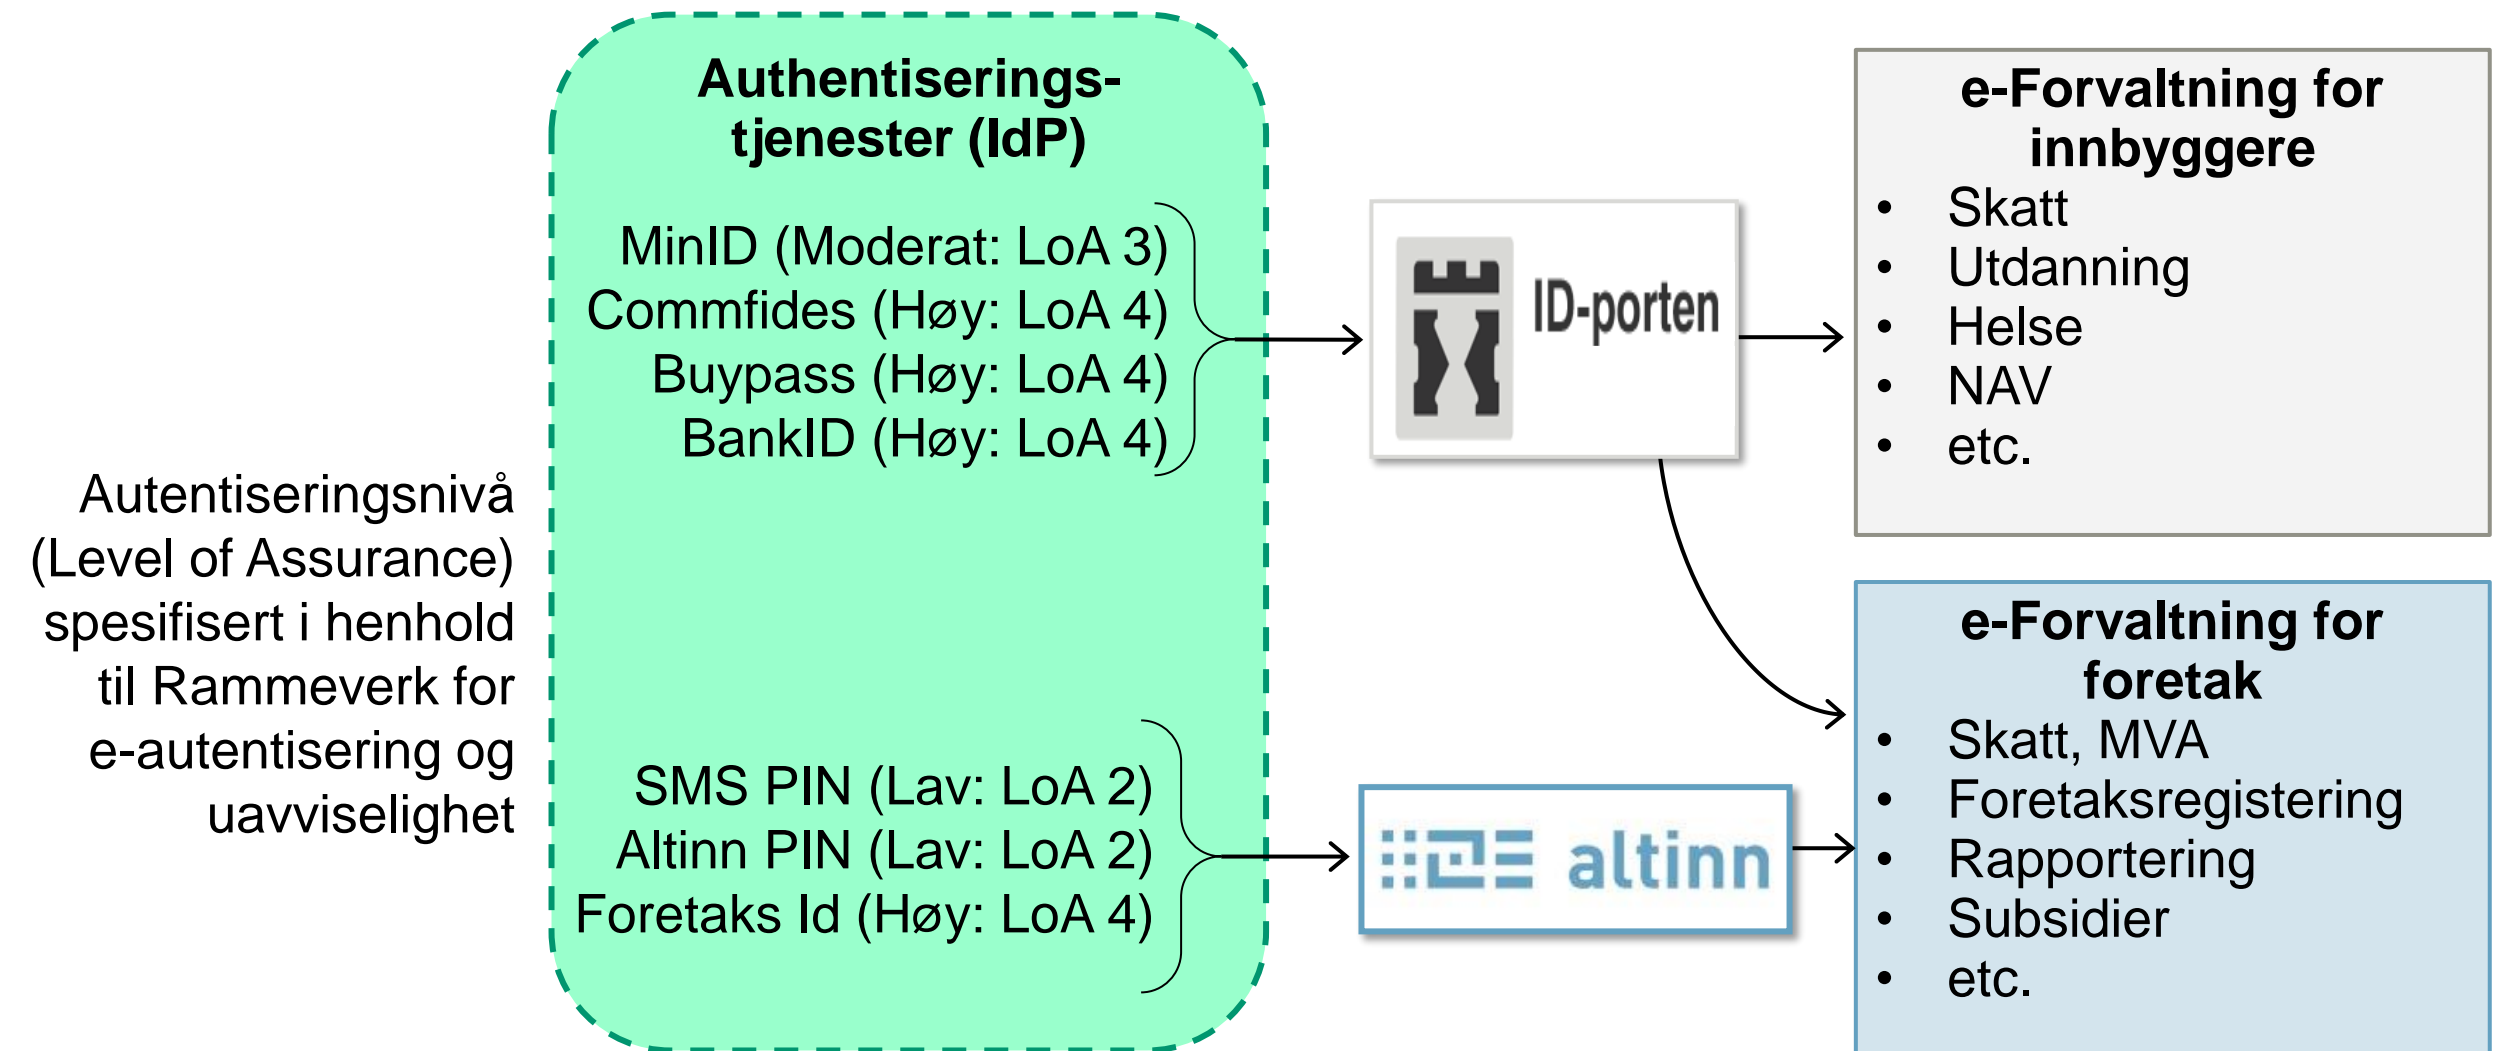 Authentiserings-
tjenester (IdP)
MinID (Moderat: LoA 3)
Commfides (Høy: LoA 4)
Buypass (Høy: LoA 4)
BankID (Høy: LoA 4)
Autentiseringsnivå
(Level of Assurance)
spesifisert i henhold
til Rammeverk for
e-autentisering og
uavviselighet
SMS PIN (Lav: LoA 2)
Altinn PIN (Lav: LoA 2)
Foretaks Id (Høy: LoA 4)
ID-porten
altinn
e-Forvaltning for
innbyggere
• Skatt
• Utdanning
• Helse
• NAV
• etc.
e-Forvaltning for
foretak
• Skatt, MVA
• Foretaksregistering
• Rapportering
• Subsidier
• etc.